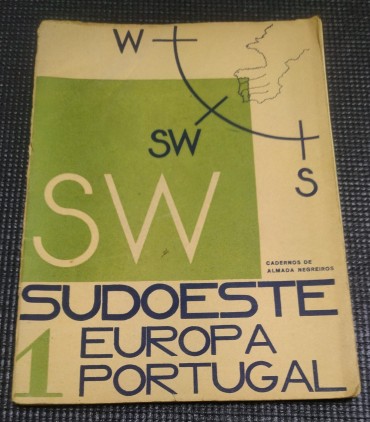 W
SW
S
SW
CADERNOS DE
ALMADA NEGREIROS
SUDOESTE
1 EUROPA
PORTUGAL